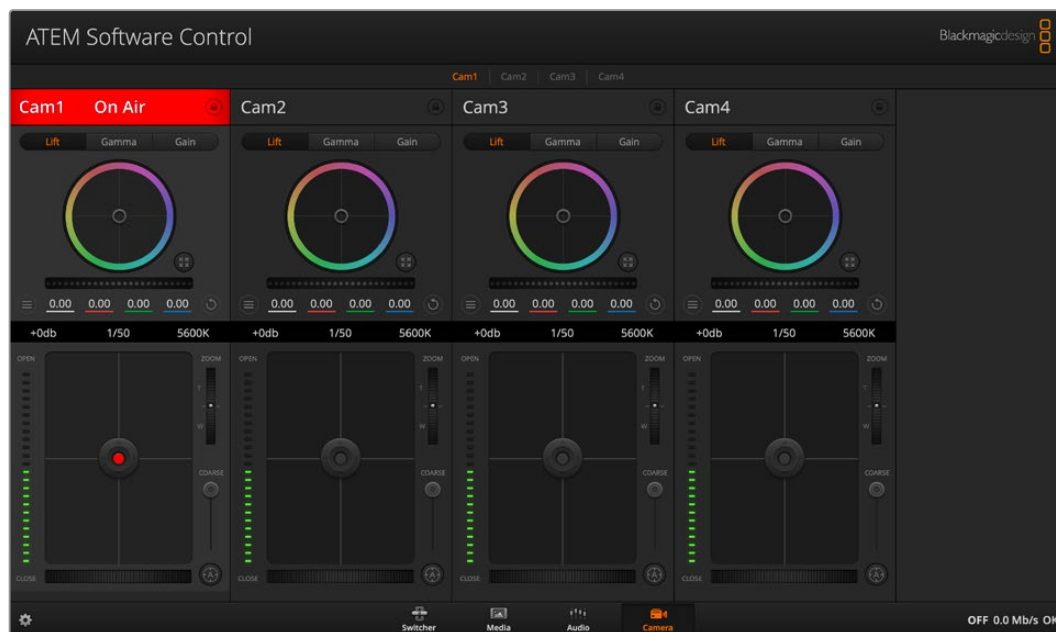 ATEM Software Control
Blackmagicdesign
Cam1 Cam2 Cam3 Cam4
Cam1 On Air Cam2 Cam3 Cam4
Lift Gamma Gain Lift Gamma Gain Lift Gamma Gain Lift Gamma Gain
0.00 0.00 0.00 0.00 0.00 0.00 0.00 0.00 0.00 0.00 0.00 0.00 0.00 0.00 0.00 0.00
+0db 1/50 5600K +0db 1/50 5600K +0db 1/50 5600K +0db 1/50 5600K
OPEN ZOOM OPEN ZOOM OPEN ZOOM OPEN ZOOM
T T T T
W W W W
COARSE COARSE COARSE COARSE
CLOSE A CLOSE A CLOSE A CLOSE A
Switcher Media Audio Camera
OFF 0.0 Mb/s OK